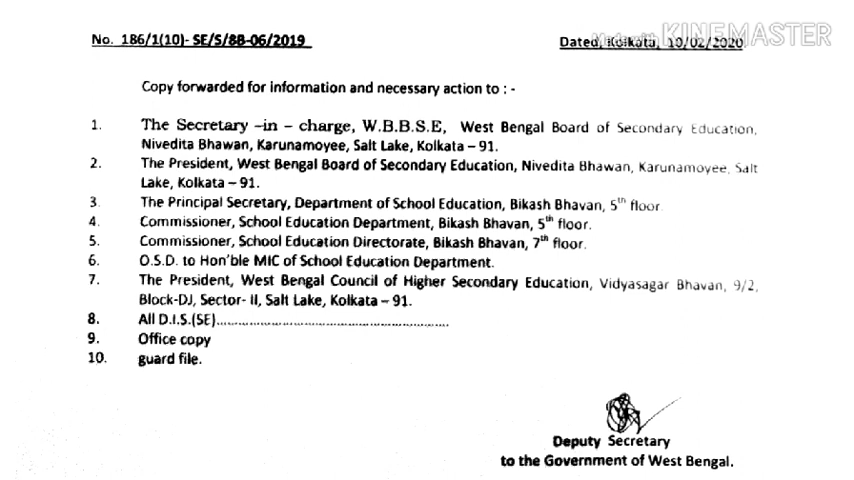 Made with KINEMASTER
No. 186/1(10)- SE/S/8B-06/2019
Dated, Kolkata, 10/02/2020
Copy forwarded for information and necessary action to : -
1. The Secretary –in – charge, W.B.B.S.E, West Bengal Board of Secondary Education,
Nivedita Bhawan, Karunamoyee, Salt Lake, Kolkata – 91.
2. The President, West Bengal Board of Secondary Education, Nivedita Bhawan, Karunamoyee, Salt
Lake, Kolkata – 91.
3. The Principal Secretary, Department of School Education, Bikash Bhavan, 5th floor.
4. Commissioner, School Education Department, Bikash Bhavan, 5th floor.
5. Commissioner, School Education Directorate, Bikash Bhavan, 7th floor.
6. O.S.D. to Hon'ble MIC of School Education Department.
7. The President, West Bengal Council of Higher Secondary Education, Vidyasagar Bhavan, 9/2,
Block-DJ, Sector- II, Salt Lake, Kolkata – 91.
8. All D.I.S.(SE)..............................................................
9. Office copy
10. guard file.
Deputy Secretary
to the Government of West Bengal.